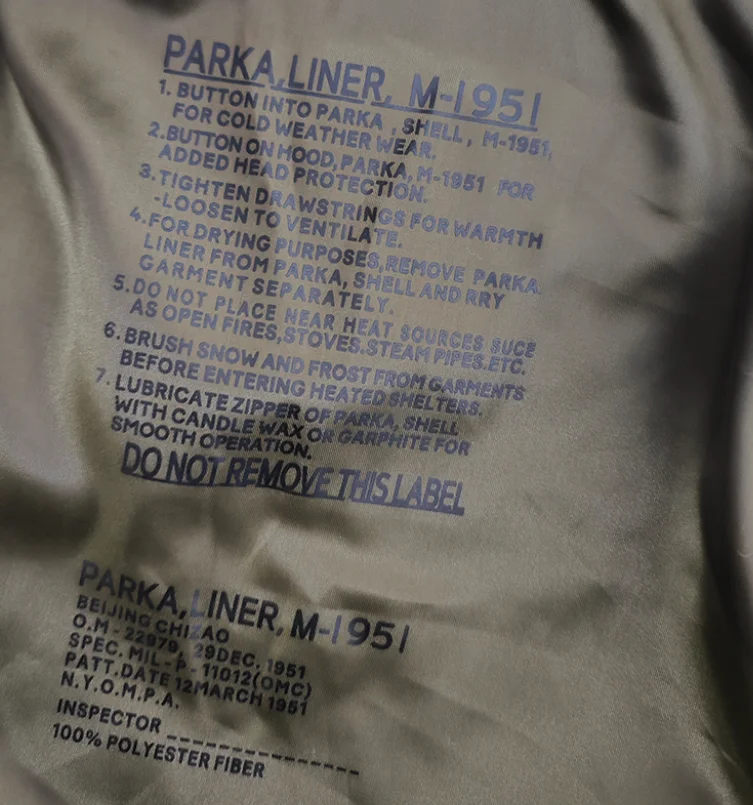 PARKA,LINER, M-1951
1. BUTTON INTO PARKA , SHELL , M-1951,
FOR COLD WEATHER WEAR.
2.BUTTON ON HOOD,PARKA, M-1951 FOR
ADDED HEAD PROTECTION.
3.TIGHTEN DRAWSTRINGS FOR WARMTH
-LOOSEN TO VENTILATE.
4.FOR DRYING PURPOSES,REMOVE PARKA.
LINER FROM PARKA, SHELL AND RRY
GARMENT SEPARATELY.
5.DO NOT PLACE NEAR HEAT SOURCES SUCE
AS OPEN FIRES,STOVES.STEAM PIPES.ETC.
6.BRUSH SNOW AND FROST FROM GARMENTS
BEFORE ENTERING HEATED SHELTERS.
7.LUBRICATE ZIPPER OF PARKA, SHELL
WITH CANDLE WAX OR GARPHITE FOR
SMOOTH OPERATION.
DO NOT REMOVE THIS LABEL
PARKA,LINER, M-1951
BEIJING CHIZAO
O.M - 22979, 29DEC. 1951
SPEC. MIL - P - 11012(OMC)
PATT.DATE 12MARCH 1951
N.Y.O.M.P.A.
INSPECTOR _ _ _ _ _ _ _ _ _ _ _ _ _ _
100% POLYESTER FIBER